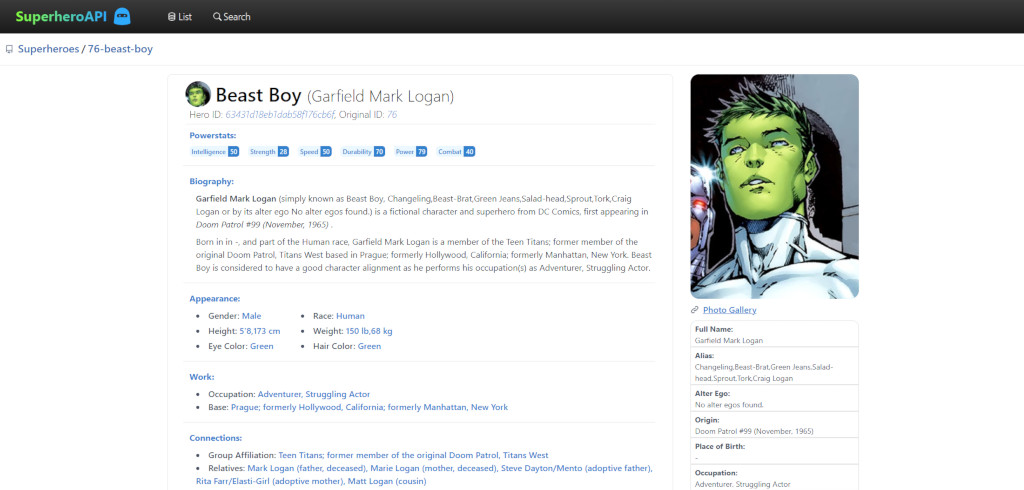 SuperheroAPI List Search
Superheroes / 76-beast-boy
Beast Boy (Garfield Mark Logan)
Hero ID: 63431d18eb1dab58f176cb6f, Original ID: 76
Powerstats:
Intelligence 50 Strength 28 Speed 50 Durability 70 Power 79 Combat 40
Biography:
Garfield Mark Logan (simply known as Beast Boy, Changeling,Beast-Brat,Green Jeans,Salad-head,Sprout,Tork,Craig
Logan or by its alter ego No alter egos found.) is a fictional character and superhero from DC Comics, first appearing in
Doom Patrol #99 (November, 1965) .
Born in in -, and part of the Human race, Garfield Mark Logan is a member of the Teen Titans; former member of the
original Doom Patrol, Titans West based in Prague; formerly Hollywood, California; formerly Manhattan, New York. Beast
Boy is considered to have a good character alignment as he performs his occupation(s) as Adventurer, Struggling Actor.
Appearance:
Gender: Male
Height: 5'8,173 cm
Eye Color: Green
Race: Human
Weight: 150 lb,68 kg
Hair Color: Green
Work:
Occupation: Adventurer, Struggling Actor
Base: Prague; formerly Hollywood, California; formerly Manhattan, New York
Connections:
Group Affiliation: Teen Titans; former member of the original Doom Patrol, Titans West
Relatives: Mark Logan (father, deceased), Marie Logan (mother, deceased), Steve Dayton/Mento (adoptive father),
Rita Farr/Elasti-Girl (adoptive mother), Matt Logan (cousin)
Photo Gallery
Full Name:
Garfield Mark Logan
Alias:
Changeling,Beast-Brat,Green Jeans,Salad-
head,Sprout,Tork,Craig Logan
Alter Ego:
No alter egos found.
Origin:
Doom Patrol #99 (November, 1965)
Place of Birth:
-
Occupation:
Adventurer, Struggling Actor